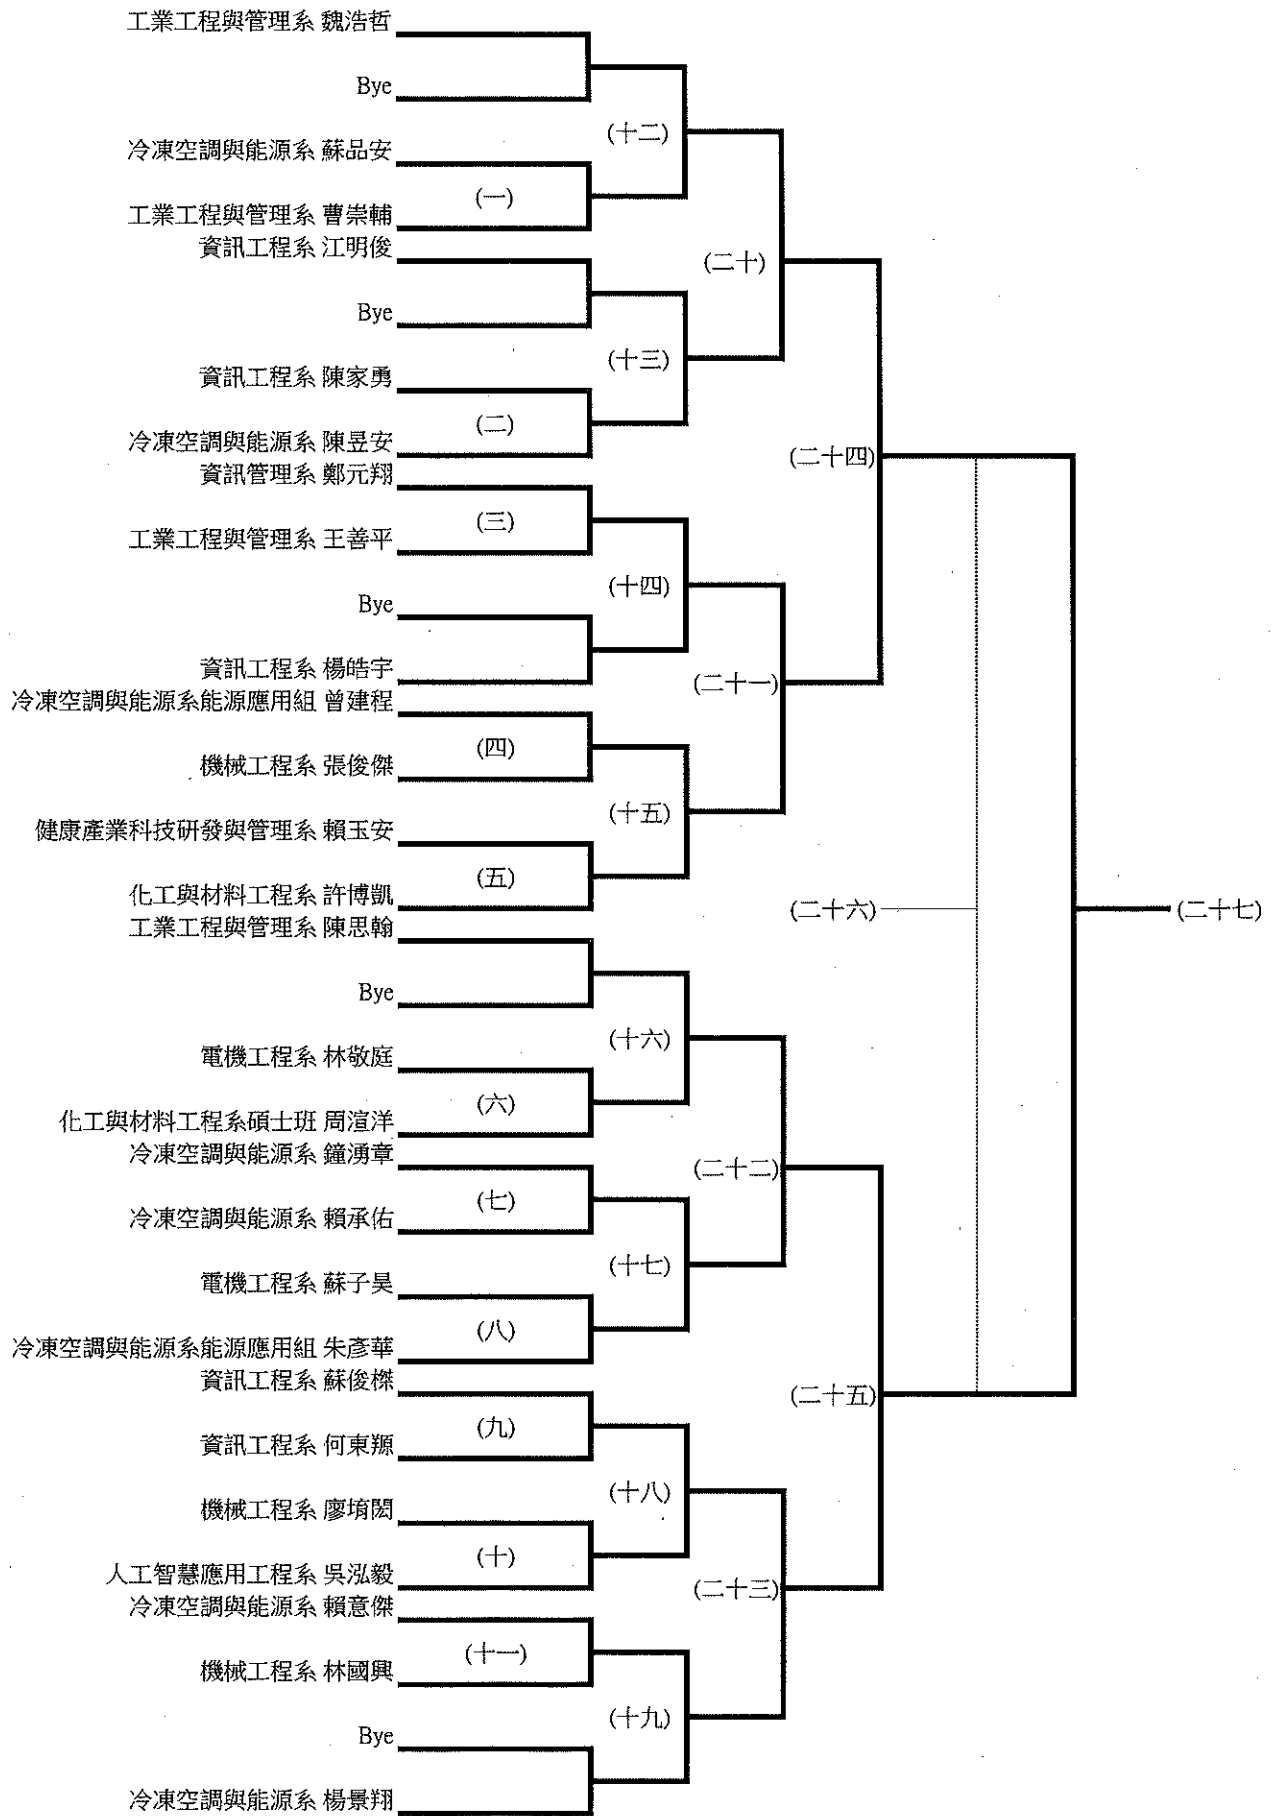 工業工程與管理系 魏浩哲
Bye
(十二)
冷凍空調與能源系 蘇品安
(一)
工業工程與管理系 曹崇輔
資訊工程系 江明俊
(二十)
Bye
(十三)
資訊工程系 陳家勇
(二)
冷凍空調與能源系 陳昱安
(二十四)
資訊管理系 鄭元翔
(三)
工業工程與管理系 王善平
(十四)
Bye
資訊工程系 楊皓宇
(二十一)
冷凍空調與能源系能源應用組 曾建程
(四)
機械工程系 張俊傑
(十五)
健康產業科技研發與管理系 賴玉安
(五)
化工與材料工程系 許博凱
(二十六)
(二十七)
工業工程與管理系 陳思翰
Bye
(十六)
電機工程系 林敬庭
(六)
化工與材料工程系碩士班 周渲洋
冷凍空調與能源系 鐘湧章
(二十二)
(七)
冷凍空調與能源系 賴承佑
(十七)
電機工程系 蘇子昊
(八)
冷凍空調與能源系能源應用組 朱彥華
資訊工程系 蘇俊榤
(二十五)
(九)
資訊工程系 何東灝
(十八)
機械工程系 廖堉閎
(十)
人工智慧應用工程系 吳泓毅
(二十三)
冷凍空調與能源系 賴意傑
(十一)
機械工程系 林國興
(十九)
Bye
冷凍空調與能源系 楊景翔